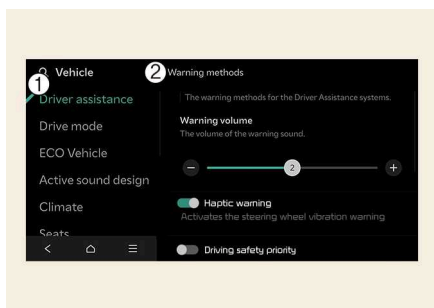 Vehicle
1
Driver assistance
Drive mode
ECO Vehicle
Active sound design
Climate
Seats
2
Warning methods
The warning methods for the Driver Assistance systems.
Warning volume
The volume of the warning sound.
2
Haptic warning
Activates the steering wheel vibration warning
Driving safety priority